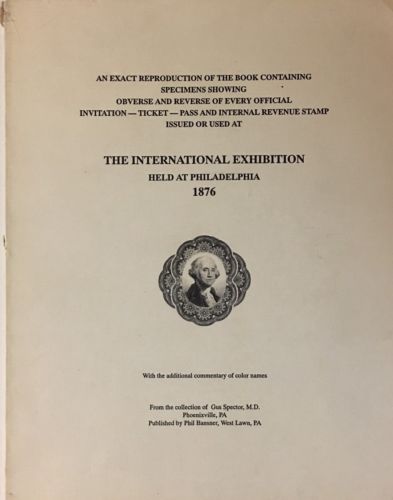 AN EXACT REPRODUCTION OF THE BOOK CONTAINING
SPECIMENS SHOWING
OBVERSE AND REVERSE OF EVERY OFFICIAL
INVITATION — TICKET — PASS AND INTERNAL REVENUE STAMP
ISSUED OR USED AT
THE INTERNATIONAL EXHIBITION
HELD AT PHILADELPHIA
1876
With the additional commentary of color names
From the collection of Gus Spector, M.D.
Phoenixville, PA
Published by Phil Bansner, West Lawn, PA